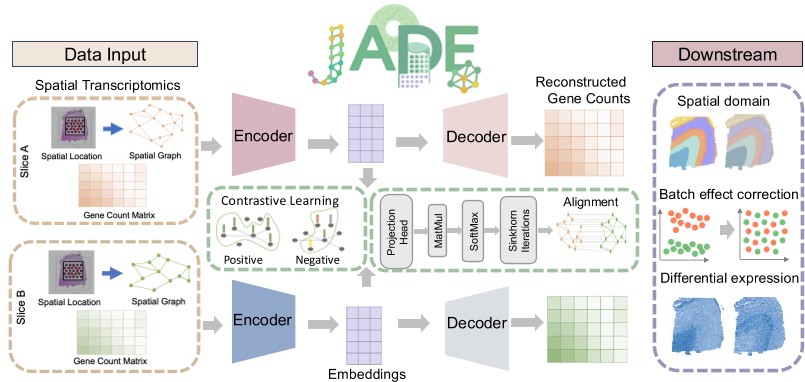 JADE
Data Input
Downstream
Spatial Transcriptomics
Slice A
Spatial Location
Spatial Graph
Gene Count Matrix
Slice B
Spatial Location
Spatial Graph
Gene Count Matrix
Encoder
Decoder
Reconstructed
Gene Counts
Contrastive Learning
Positive
Negative
Projection
Head
MatMul
SoftMax
Sinkhorn
Iterations
Alignment
Encoder
Embeddings
Decoder
Spatial domain
Batch effect correction
Differential expression